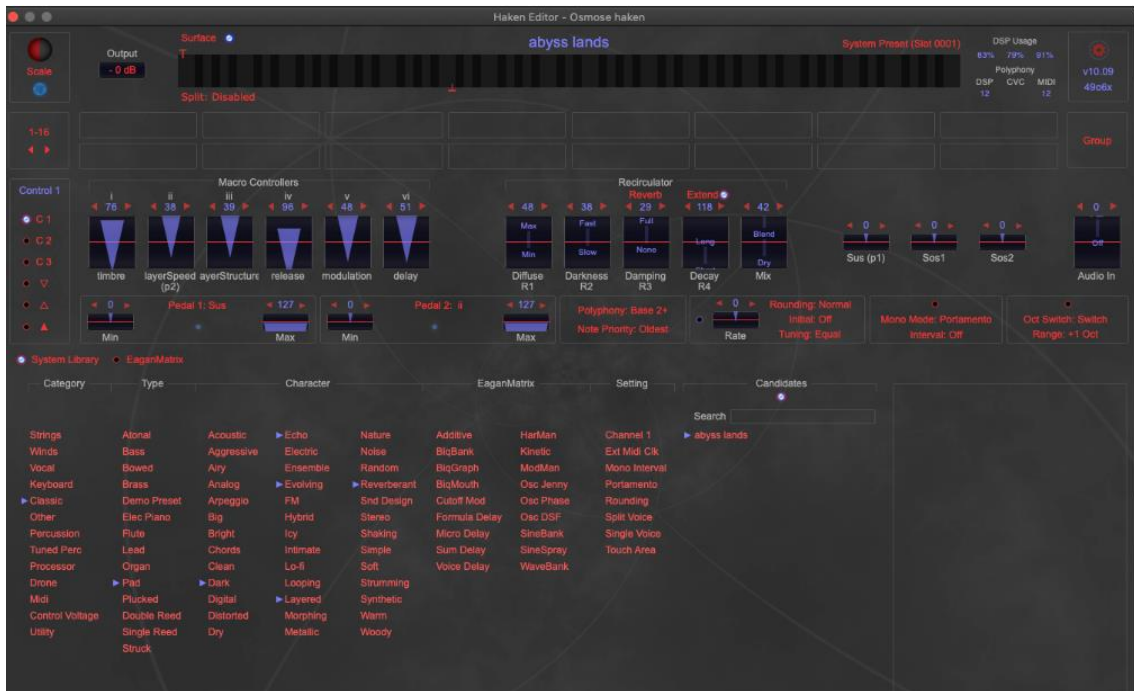 Haken Editor - Osmose haken
Scale
Output
- 0 dB
Surface
abyss lands
System Preset (Slot 0001)
Split: Disabled
DSP Usage
83% 79% 91%
Polyphony
DSP CVC MIDI
12 12
v10.09
49o6x
1-16
Group
Control 1
C 1
C 2
C 3
Macro Controllers
i ii iii iv v vi
76 38 39 96 48 51
timbre layerSpeed ayerStructure release modulation delay
(p2)
Recirculator
Reverb Extend
48 38 29 118 42
Max Fast Full Blend
Min Slow None Long Dry
Diffuse Darkness Damping Decay Mix
R1 R2 R3 R4
0 0 0
Sus (p1) Sos1 Sos2
0
Off
Audio In
0 Pedal 1: Sus 127
Min Max
0 Pedal 2: ii 127
Min Max
Polyphony: Base 2+
Note Priority: Oldest
0
Rate
Rounding: Normal
Initial: Off
Tuning: Equal
Mono Mode: Portamento
Interval: Off
Oct Switch: Switch
Range: +1 Oct
System Library EaganMatrix
Category Type Character EaganMatrix Setting Candidates
Search
Strings Atonal Acoustic Echo Nature Additive HarMan Channel 1 abyss lands
Winds Bass Aggressive Electric Noise BiqBank Kinetic Ext Midi Clk
Vocal Bowed Airy Ensemble Random BiqGraph ModMan Mono Interval
Keyboard Brass Analog Evolving Reverberant BiqMouth Osc Jenny Portamento
Classic Demo Preset Arpeggio FM Snd Design Cutoff Mod Osc Phase Rounding
Other Elec Piano Big Hybrid Stereo Formula Delay Osc DSF Split Voice
Percussion Flute Bright Icy Shaking Micro Delay SineBank Single Voice
Tuned Perc Lead Chords Intimate Simple Sum Delay SineSpray Touch Area
Processor Organ Clean Lo-fi Soft Voice Delay WaveBank
Drone Pad Dark Looping Strumming
Midi Plucked Digital Layered Synthetic
Control Voltage Double Reed Distorted Morphing Warm
Utility Single Reed Dry Metallic Woody
Struck